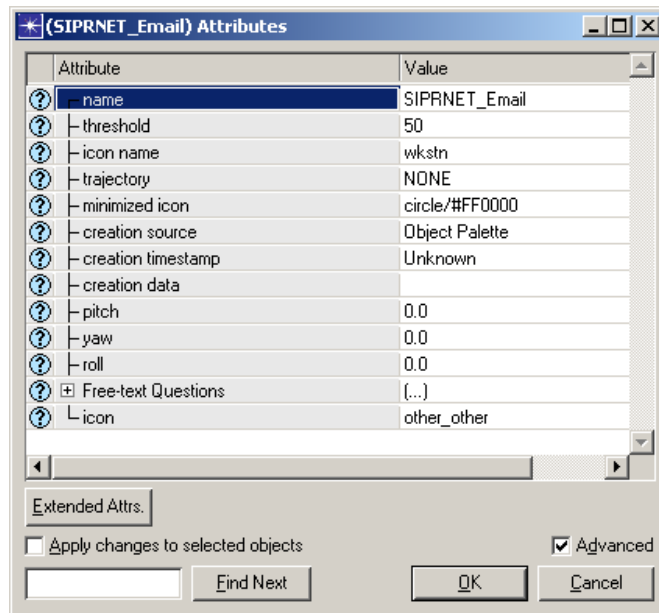 (SIPRNET_Email) Attributes
Attribute Value
name SIPRNET_Email
threshold 50
icon name wkstn
trajectory NONE
minimized icon circle/#FF0000
creation source Object Palette
creation timestamp Unknown
creation data
pitch 0.0
yaw 0.0
roll 0.0
Free-text Questions (...)
icon other_other
Extended Attrs.
Apply changes to selected objects Advanced
Find Next OK Cancel